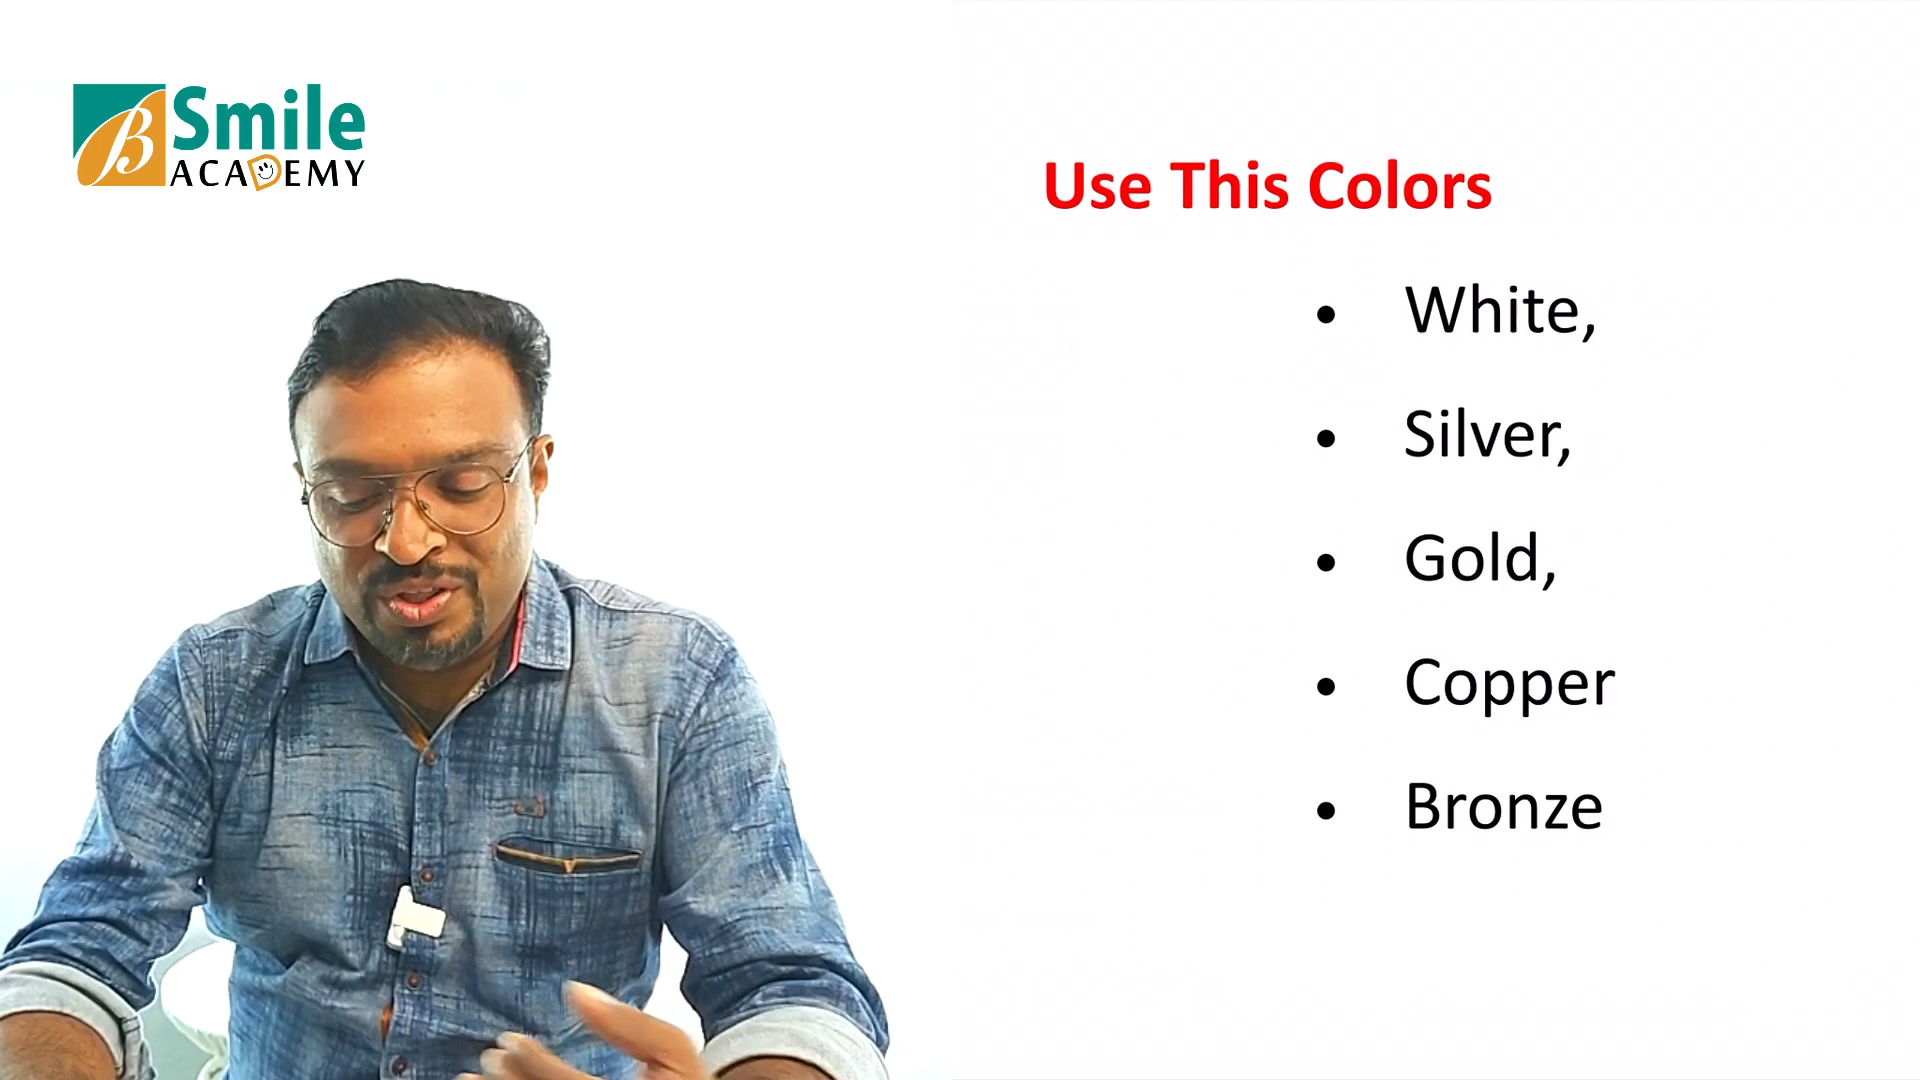 B Smile
ACADEMY
Use This Colors
• White,
• Silver,
• Gold,
• Copper
• Bronze